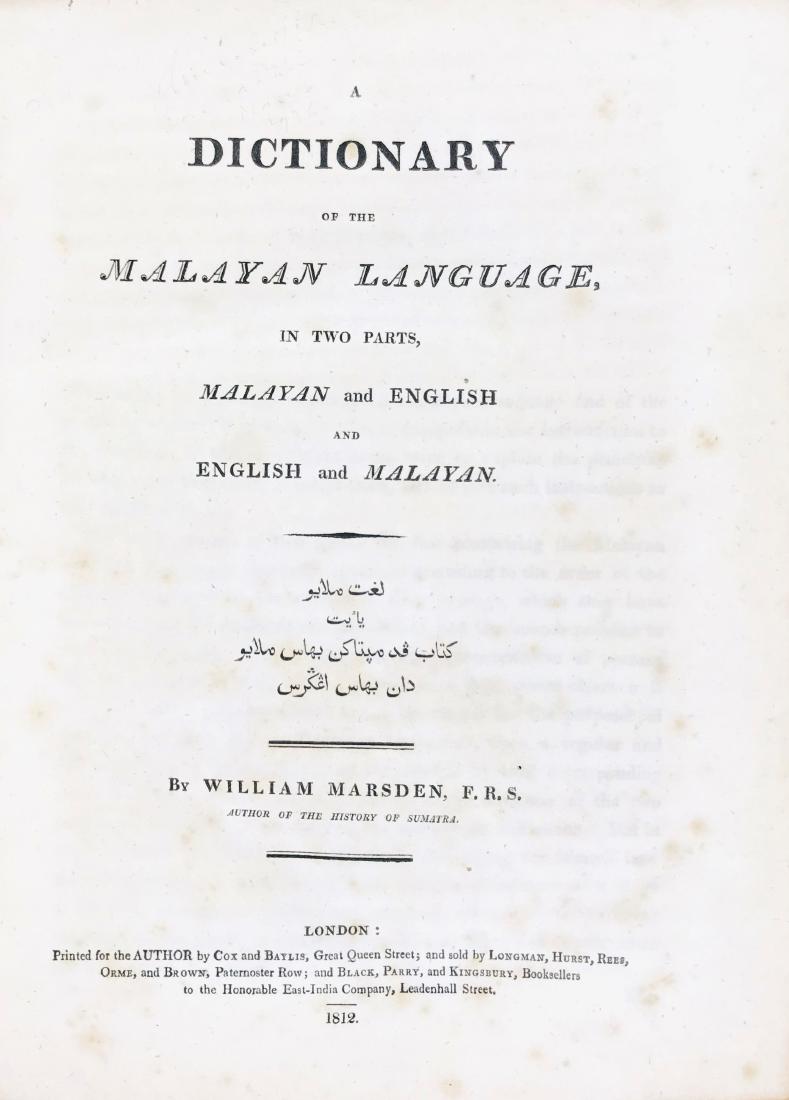 A
DICTIONARY
OF THE
MALAYAN LANGUAGE,
IN TWO PARTS,
MALAYAN and ENGLISH
AND
ENGLISH and MALAYAN.
لغت ملايو
يائيت
کتاب ڤد مڽتاکن بهاس ملايو
دان بهاس اڠݢرس
By WILLIAM MARSDEN, F. R. S.
AUTHOR OF THE HISTORY OF SUMATRA.
LONDON :
Printed for the AUTHOR by Cox and Baylis, Great Queen Street; and sold by Longman, Hurst, Rees,
Orme, and Brown, Paternoster Row; and Black, Parry, and Kingsbury, Booksellers
to the Honorable East-India Company, Leadenhall Street.
1812.